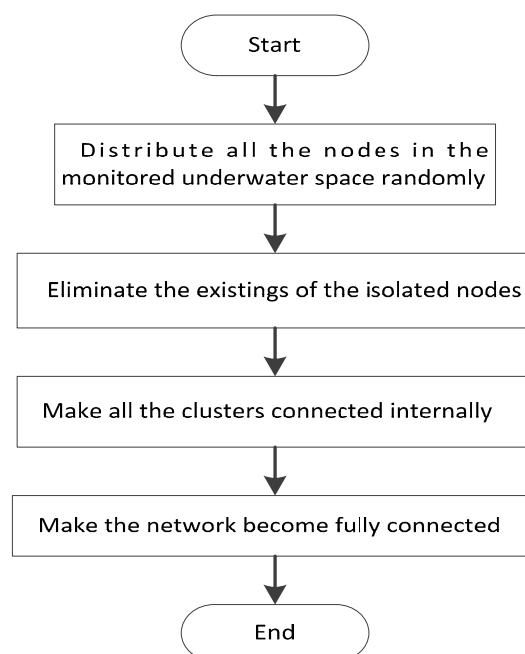 Start
Distribute all the nodes in the
monitored underwater space randomly
Eliminate the existings of the isolated nodes
Make all the clusters connected internally
Make the network become fully connected
End